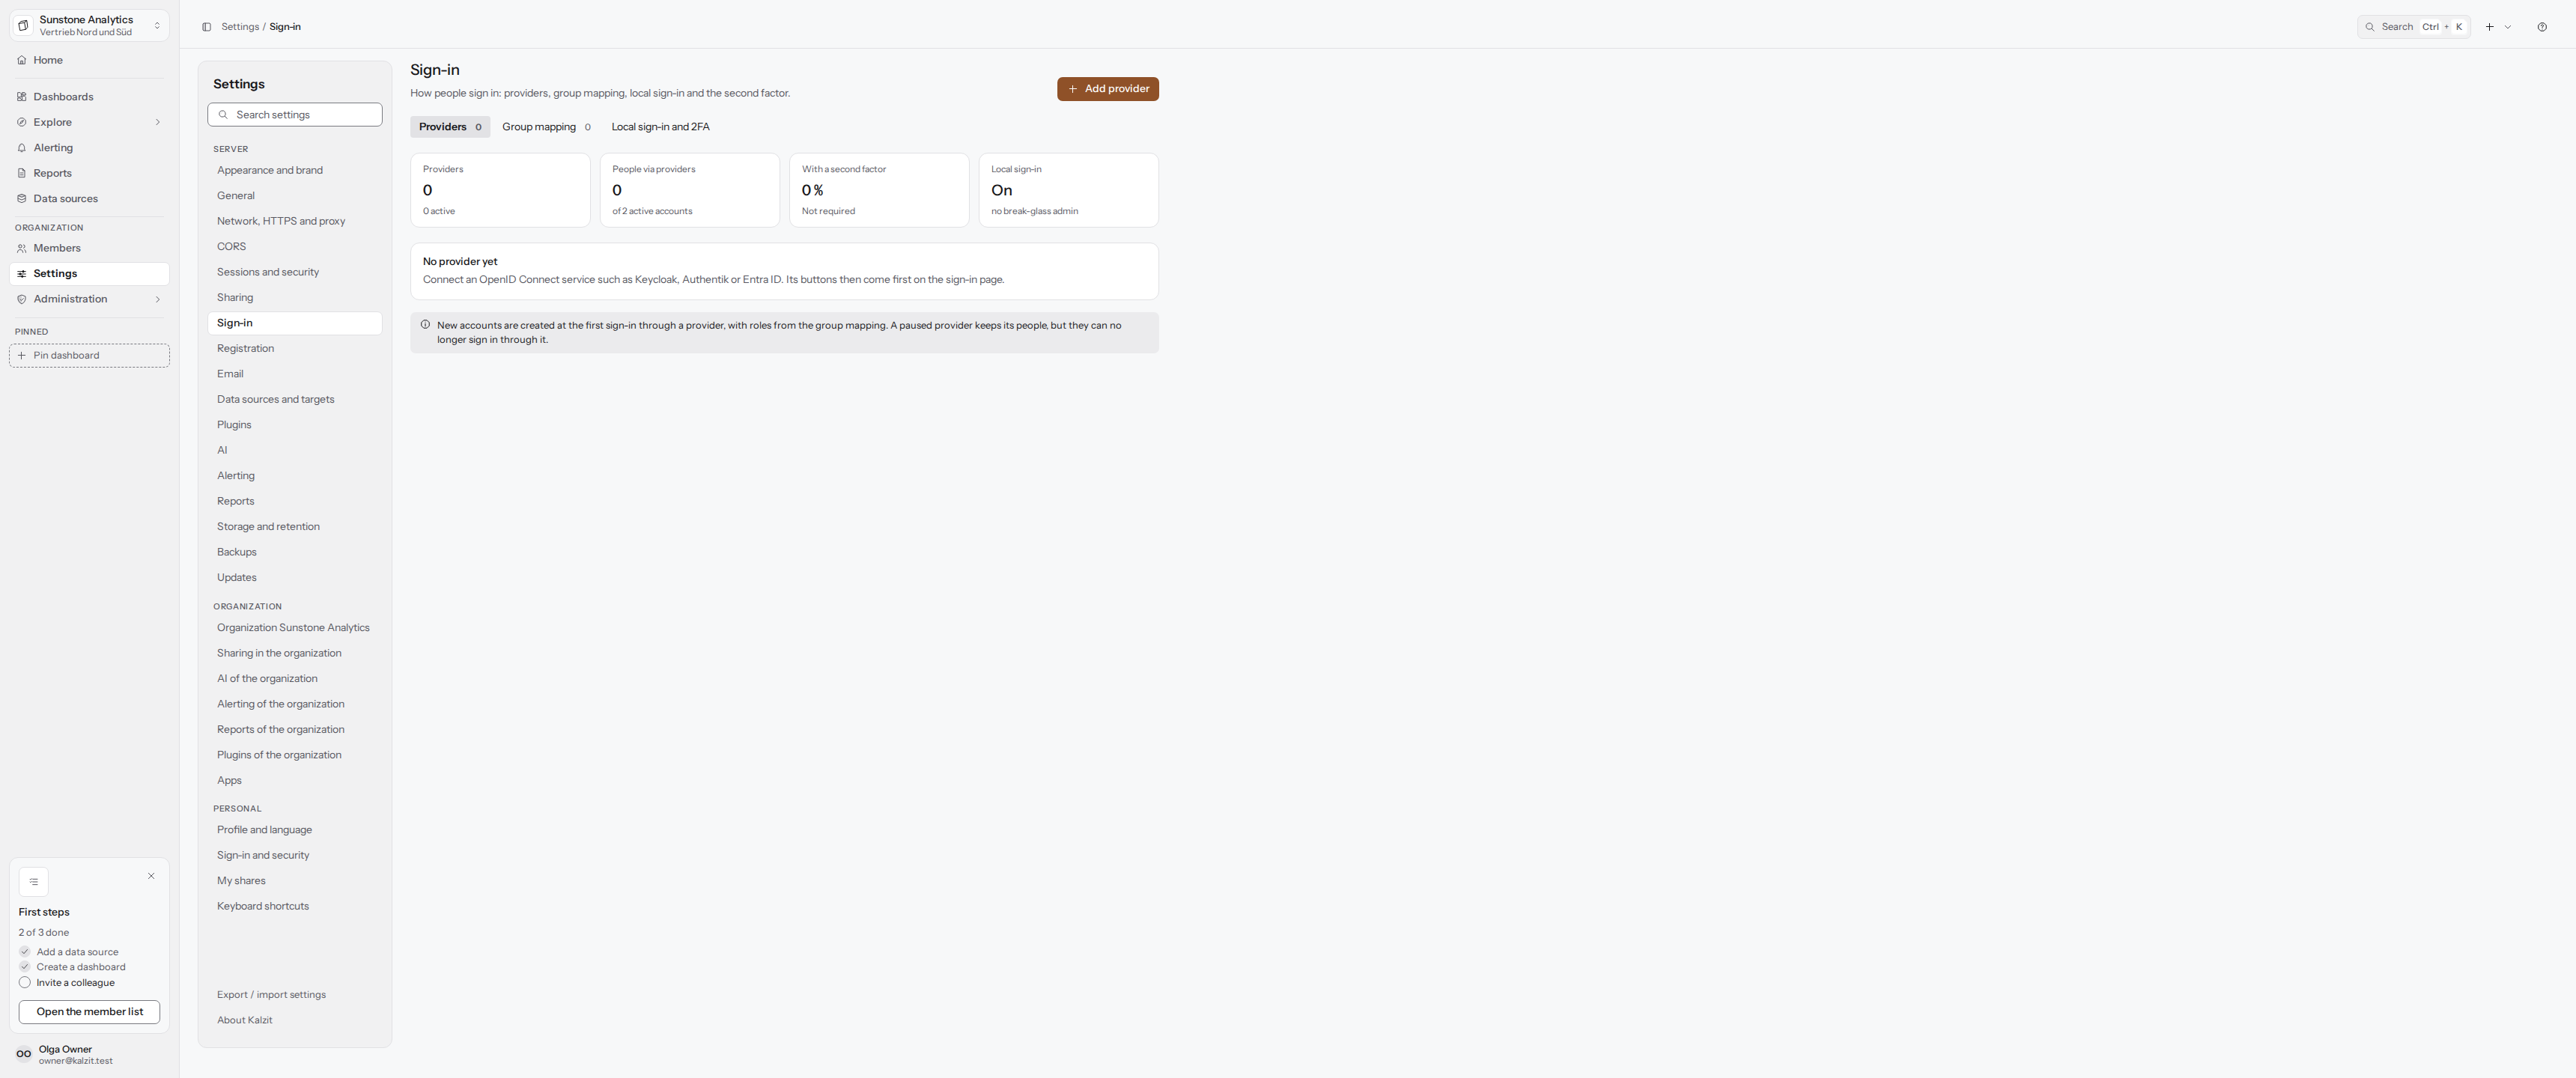 Sunstone Analytics
Vertrieb Nord und Süd
Home
Dashboards
Explore
Alerting
Reports
Data sources
ORGANIZATION
Members
Settings
Administration
PINNED
Pin dashboard
First steps
2 of 3 done
Add a data source
Create a dashboard
Invite a colleague
Open the member list
OO
Olga Owner
owner@kalzit.test
Settings / Sign-in
Search Ctrl + K
Settings
Search settings
SERVER
Appearance and brand
General
Network, HTTPS and proxy
CORS
Sessions and security
Sharing
Sign-in
Registration
Email
Data sources and targets
Plugins
AI
Alerting
Reports
Storage and retention
Backups
Updates
ORGANIZATION
Organization Sunstone Analytics
Sharing in the organization
AI of the organization
Alerting of the organization
Reports of the organization
Plugins of the organization
Apps
PERSONAL
Profile and language
Sign-in and security
My shares
Keyboard shortcuts
Export / import settings
About Kalzit
Sign-in
How people sign in: providers, group mapping, local sign-in and the second factor.
Add provider
Providers 0 Group mapping 0 Local sign-in and 2FA
Providers
0
0 active
People via providers
0
of 2 active accounts
With a second factor
0 %
Not required
Local sign-in
On
no break-glass admin
No provider yet
Connect an OpenID Connect service such as Keycloak, Authentik or Entra ID. Its buttons then come first on the sign-in page.
New accounts are created at the first sign-in through a provider, with roles from the group mapping. A paused provider keeps its people, but they can no
longer sign in through it.